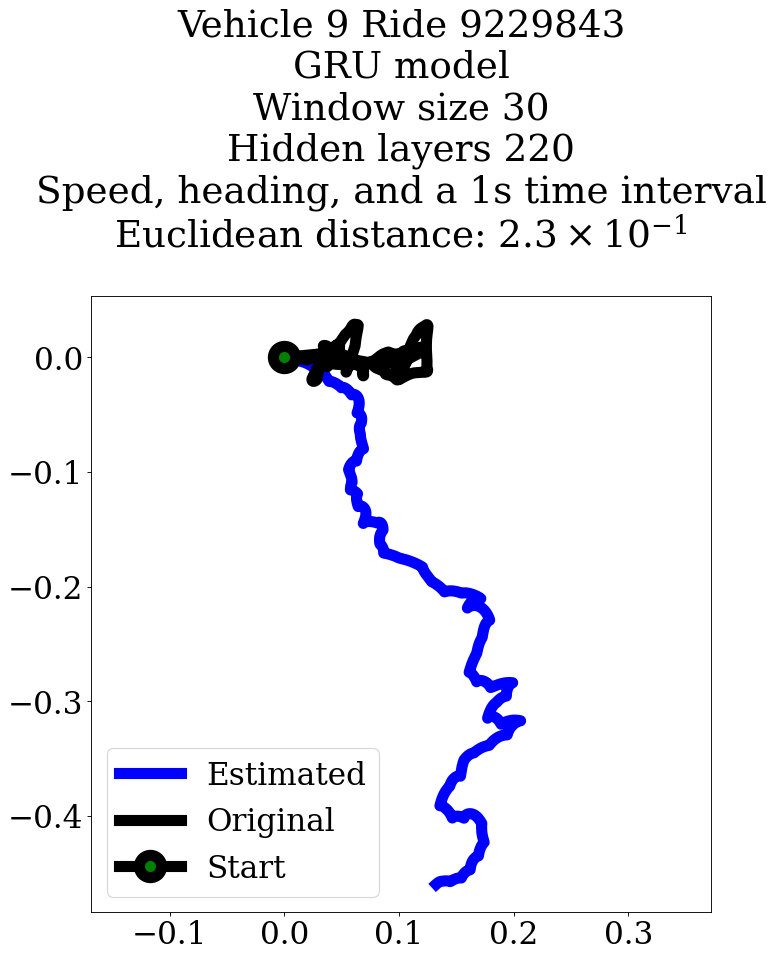 Vehicle 9 Ride 9229843
GRU model
Window size 30
Hidden layers 220
Speed, heading, and a 1s time interval
Euclidean distance: 2.3 × 10⁻¹
0.0
−0.1
−0.2
−0.3
−0.4
Estimated
Original
Start
−0.1 0.0 0.1 0.2 0.3